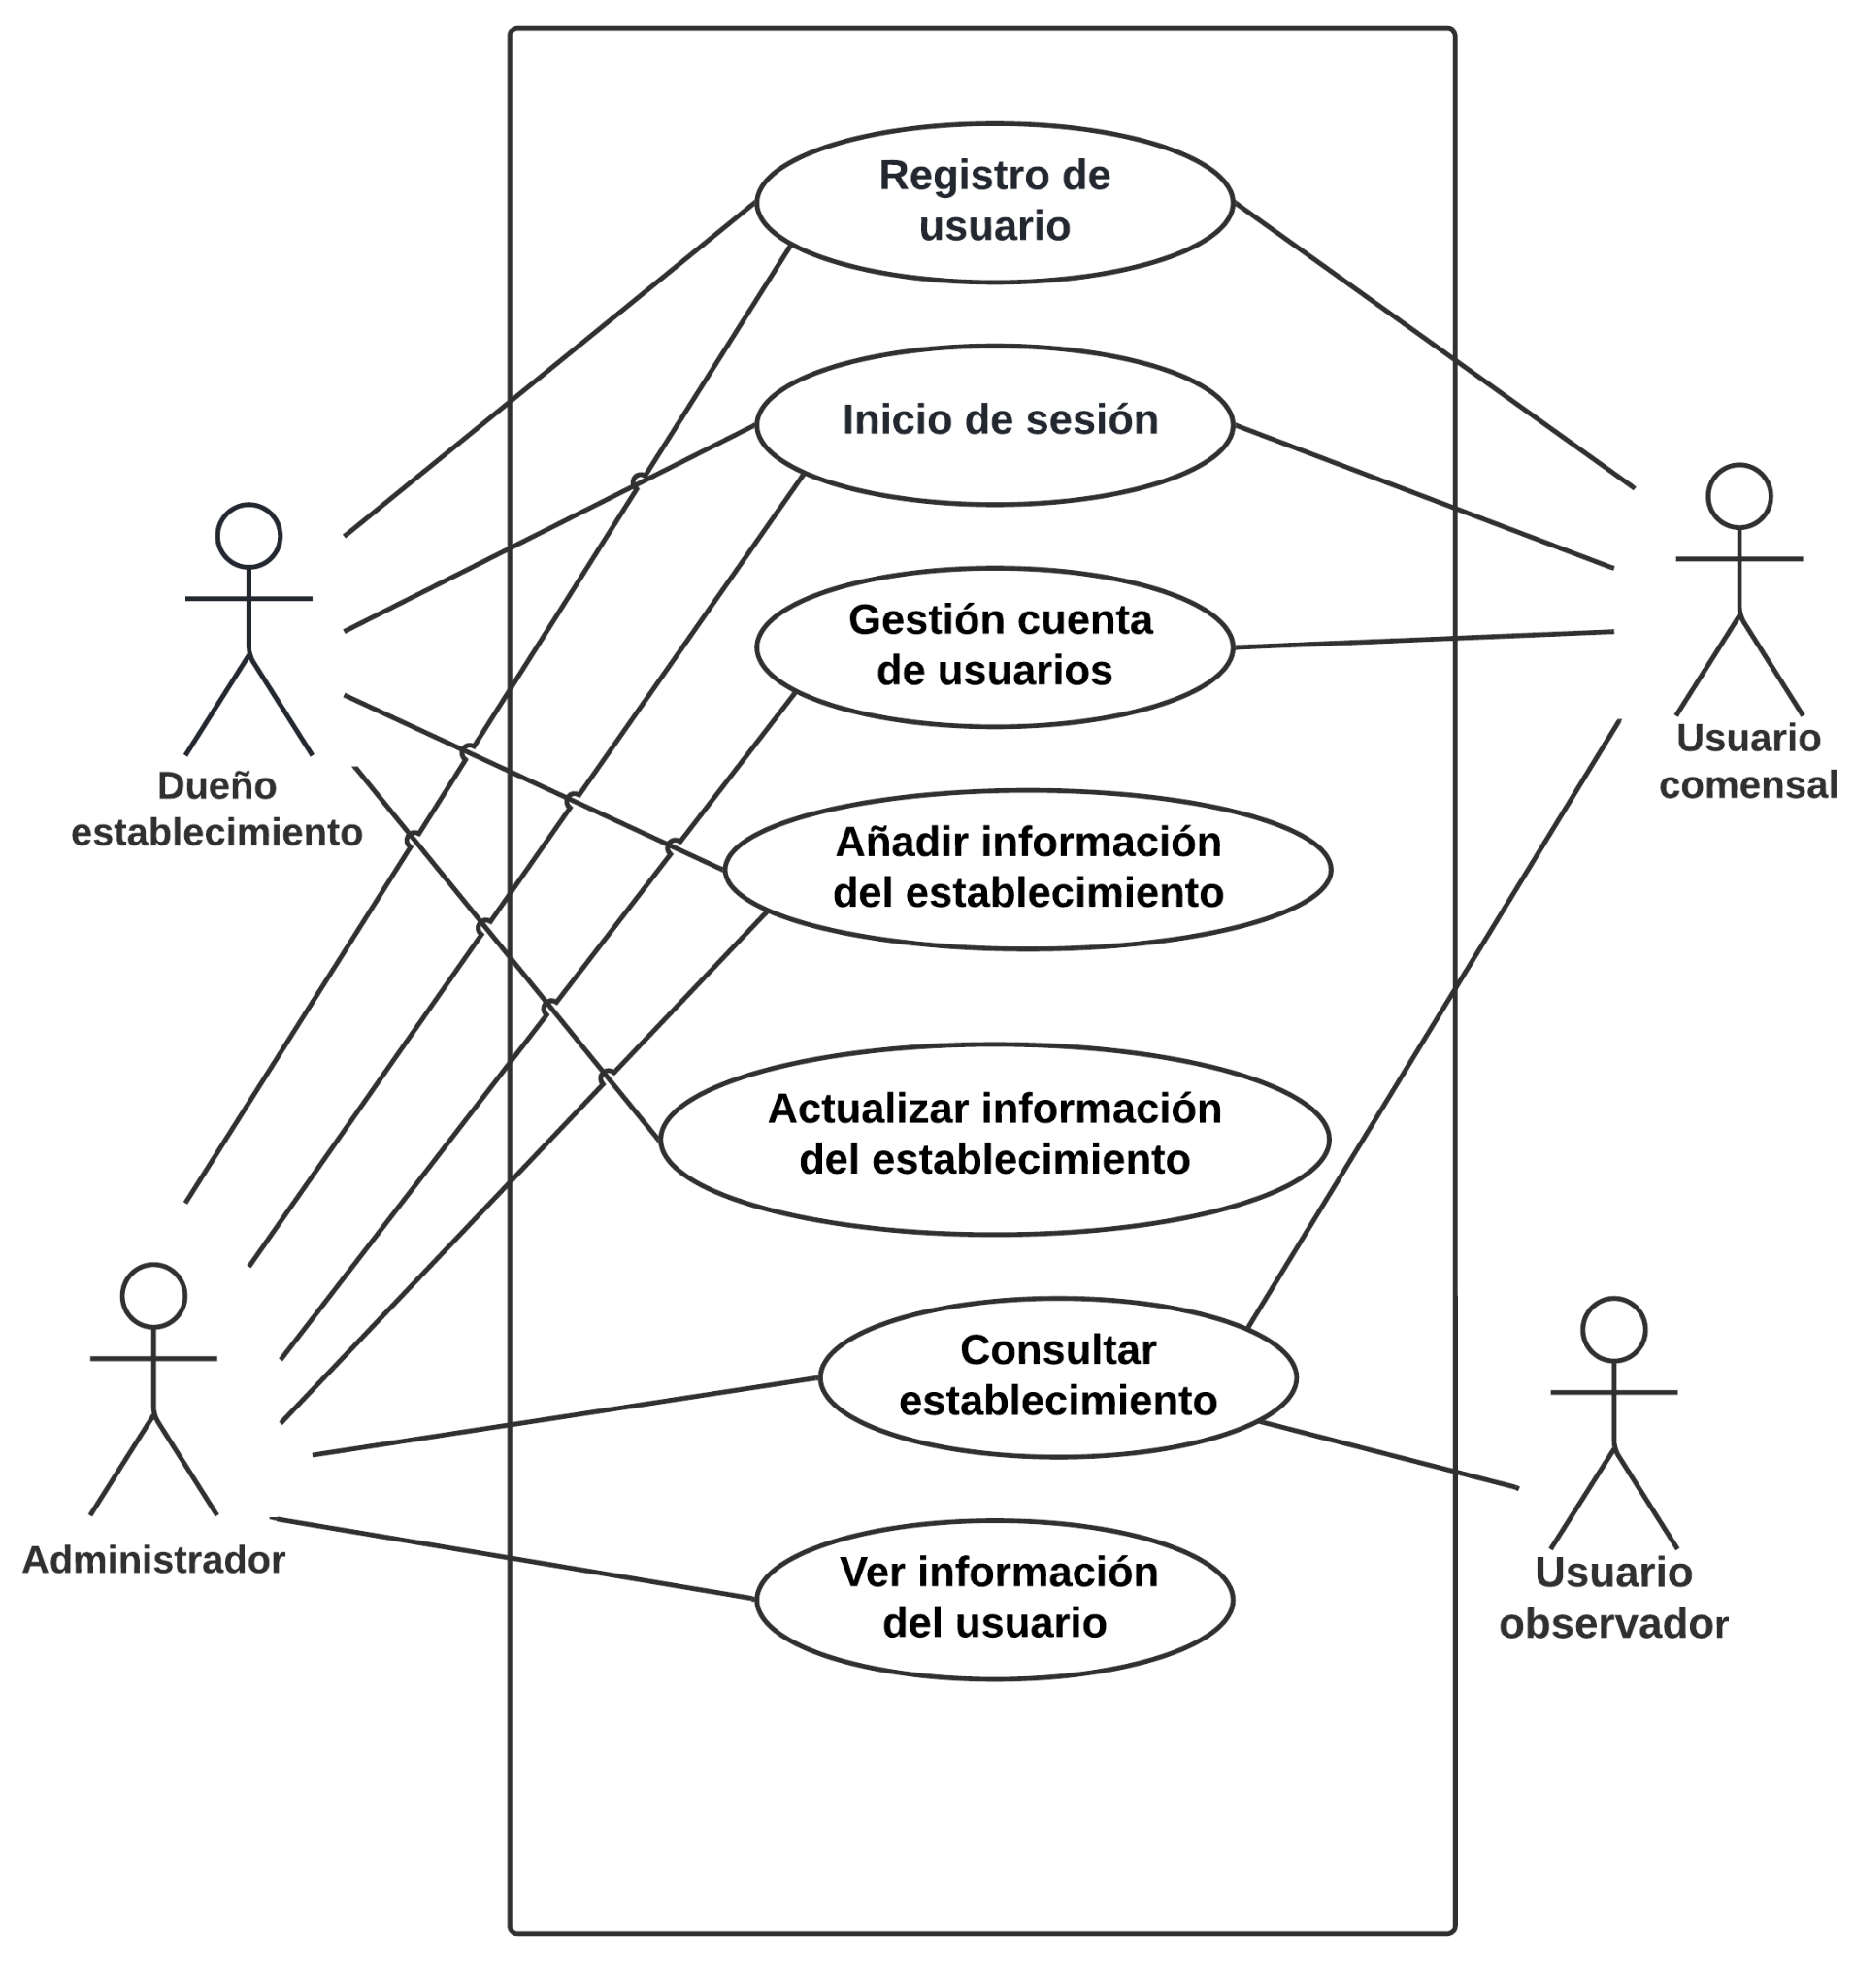 Registro de
usuario
Inicio de sesión
Gestión cuenta
de usuarios
Usuario
comensal
Dueño
establecimiento
Añadir información
del establecimiento
Actualizar información
del establecimiento
Consultar
establecimiento
Administrador
Ver información
del usuario
Usuario
observador